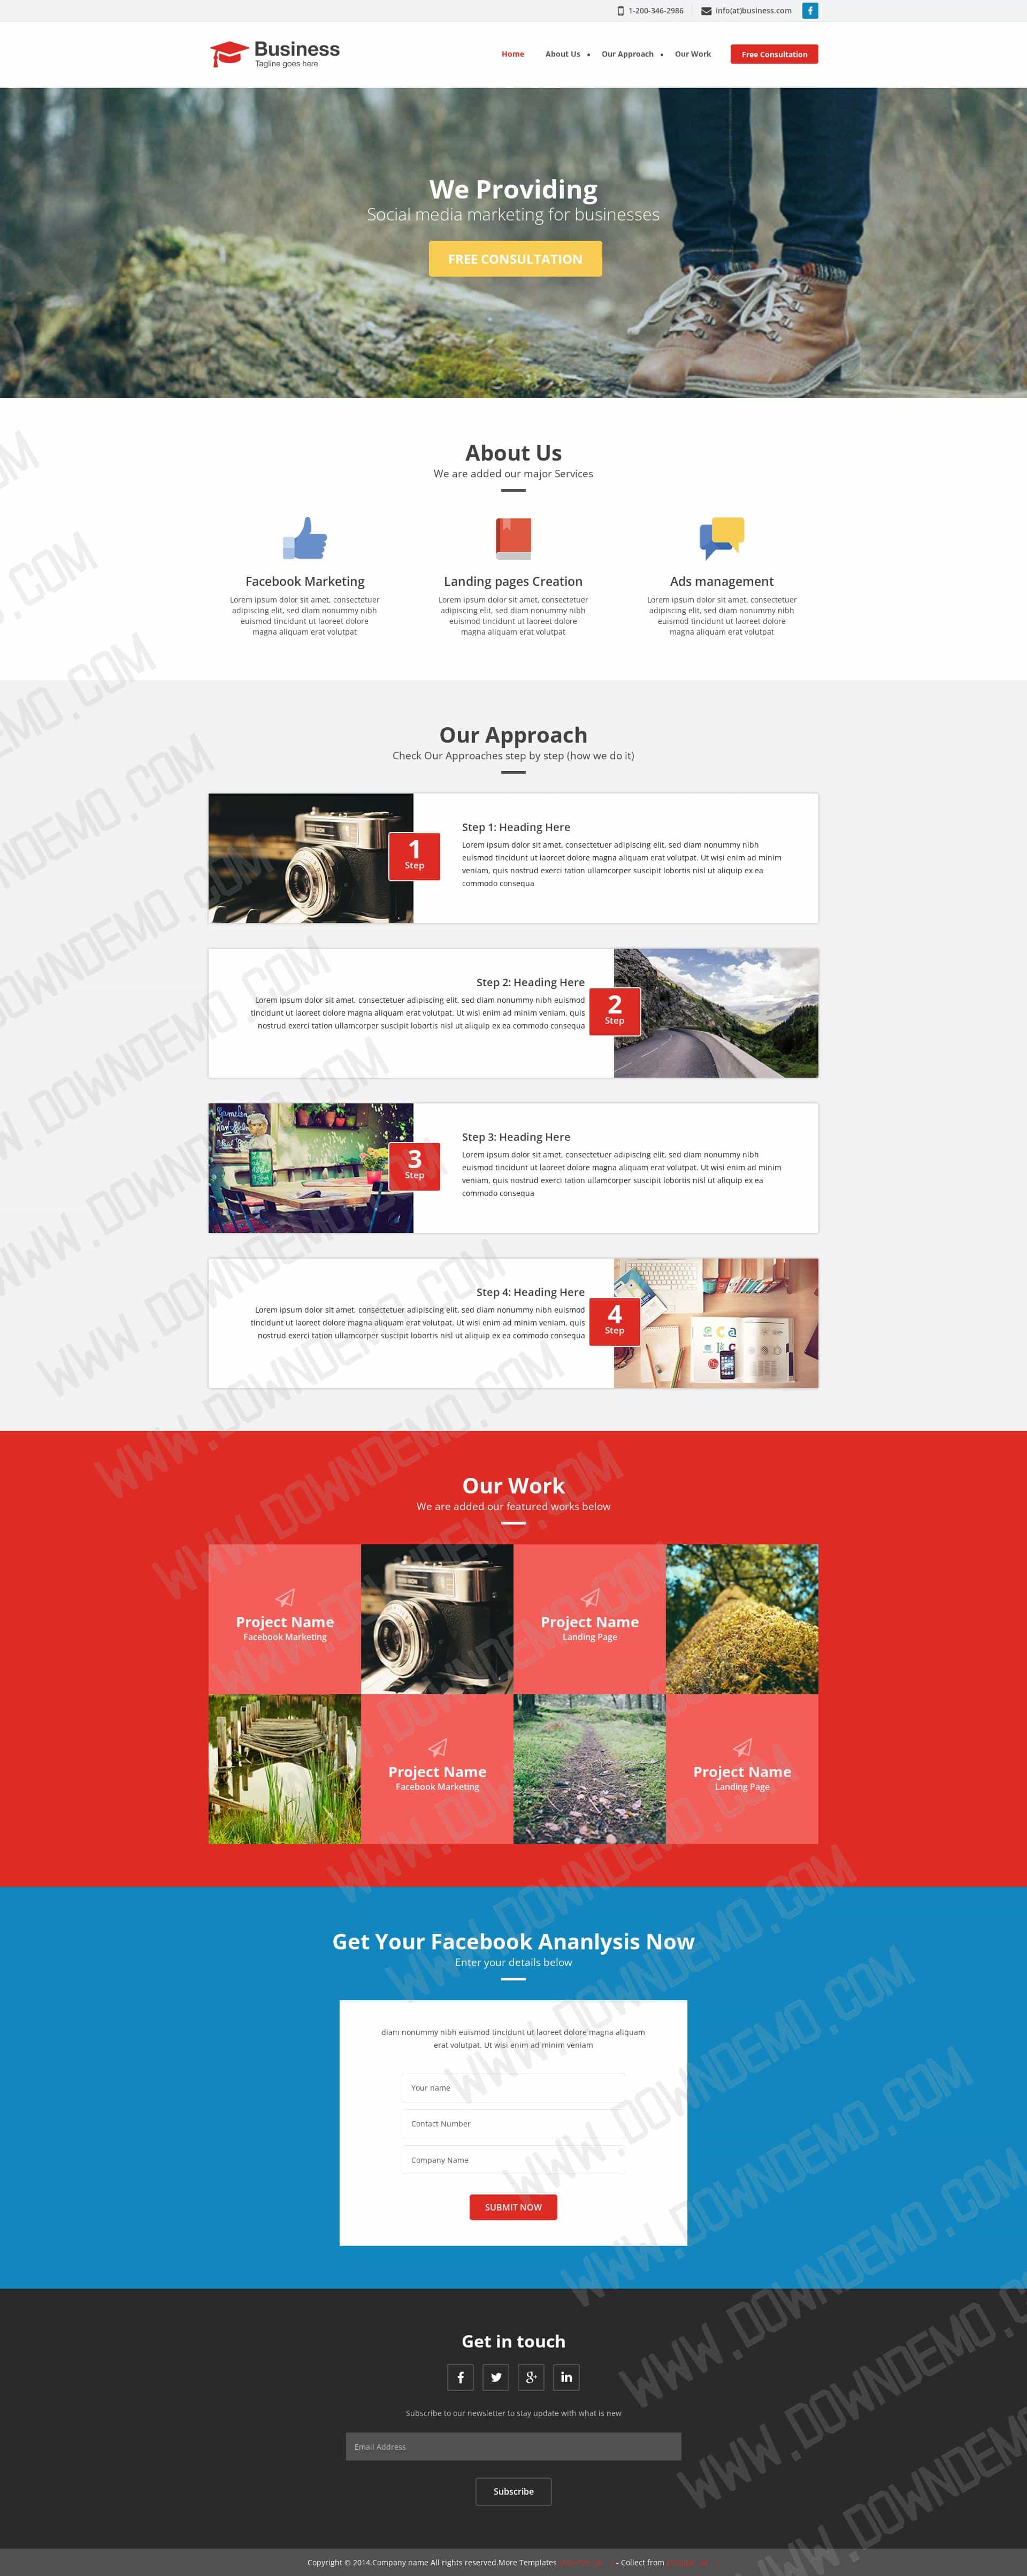 1-200-346-2986
info(at)business.com
Business
Tagline goes here
Home
About Us
Our Approach
Our Work
Free Consultation
We Providing
Social media marketing for businesses
FREE CONSULTATION
About Us
We are added our major Services
Facebook Marketing
Lorem ipsum dolor sit amet, consectetuer
adipiscing elit, sed diam nonummy nibh
euismod tincidunt ut laoreet dolore
magna aliquam erat volutpat
Landing pages Creation
Lorem ipsum dolor sit amet, consectetuer
adipiscing elit, sed diam nonummy nibh
euismod tincidunt ut laoreet dolore
magna aliquam erat volutpat
Ads management
Lorem ipsum dolor sit amet, consectetuer
adipiscing elit, sed diam nonummy nibh
euismod tincidunt ut laoreet dolore
magna aliquam erat volutpat
Our Approach
Check Our Approaches step by step (how we do it)
1
Step
Step 1: Heading Here
Lorem ipsum dolor sit amet, consectetuer adipiscing elit, sed diam nonummy nibh
euismod tincidunt ut laoreet dolore magna aliquam erat volutpat. Ut wisi enim ad minim
veniam, quis nostrud exerci tation ullamcorper suscipit lobortis nisl ut aliquip ex ea
commodo consequa
Step 2: Heading Here
Lorem ipsum dolor sit amet, consectetuer adipiscing elit, sed diam nonummy nibh euismod
tincidunt ut laoreet dolore magna aliquam erat volutpat. Ut wisi enim ad minim veniam, quis
nostrud exerci tation ullamcorper suscipit lobortis nisl ut aliquip ex ea commodo consequa
2
Step
3
Step
Step 3: Heading Here
Lorem ipsum dolor sit amet, consectetuer adipiscing elit, sed diam nonummy nibh
euismod tincidunt ut laoreet dolore magna aliquam erat volutpat. Ut wisi enim ad minim
veniam, quis nostrud exerci tation ullamcorper suscipit lobortis nisl ut aliquip ex ea
commodo consequa
Step 4: Heading Here
Lorem ipsum dolor sit amet, consectetuer adipiscing elit, sed diam nonummy nibh euismod
tincidunt ut laoreet dolore magna aliquam erat volutpat. Ut wisi enim ad minim veniam, quis
nostrud exerci tation ullamcorper suscipit lobortis nisl ut aliquip ex ea commodo consequa
4
Step
Our Work
We are added our featured works below
Project Name
Facebook Marketing
Project Name
Landing Page
Project Name
Facebook Marketing
Project Name
Landing Page
Get Your Facebook Ananlysis Now
Enter your details below
diam nonummy nibh euismod tincidunt ut laoreet dolore magna aliquam
erat volutpat. Ut wisi enim ad minim veniam
Your name
Contact Number
Company Name
SUBMIT NOW
Get in touch
Subscribe to our newsletter to stay update with what is new
Email Address
Subscribe
Copyright © 2014.Company name All rights reserved.More Templates - Collect from
WWW.DOWNDEMO.COM